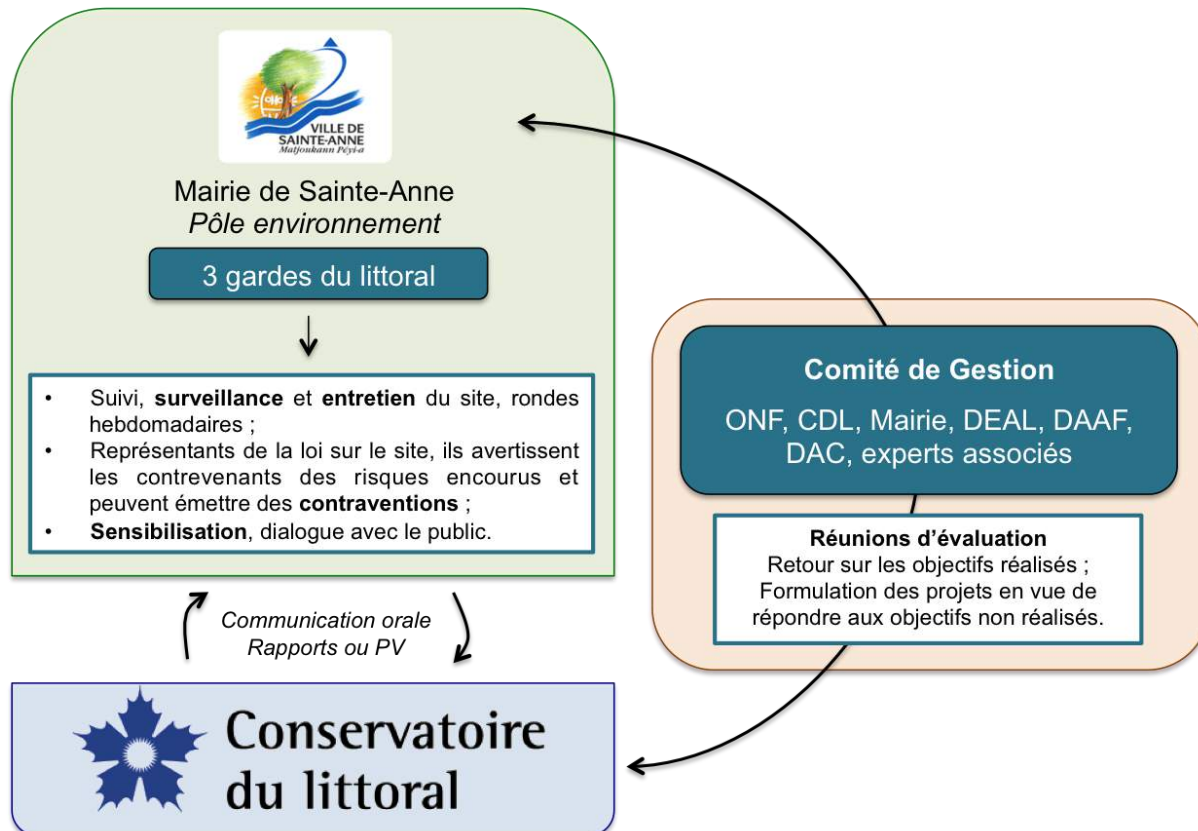 VILLE DE
SAINTE-ANNE
Maljoukann Péyi-a
Mairie de Sainte-Anne
Pôle environnement
3 gardes du littoral
• Suivi, surveillance et entretien du site, rondes
hebdomadaires ;
• Représentants de la loi sur le site, ils avertissent
les contrevenants des risques encourus et
peuvent émettre des contraventions ;
• Sensibilisation, dialogue avec le public.
Communication orale
Rapports ou PV
Conservatoire
du littoral
Comité de Gestion
ONF, CDL, Mairie, DEAL, DAAF,
DAC, experts associés
Réunions d'évaluation
Retour sur les objectifs réalisés ;
Formulation des projets en vue de
répondre aux objectifs non réalisés.